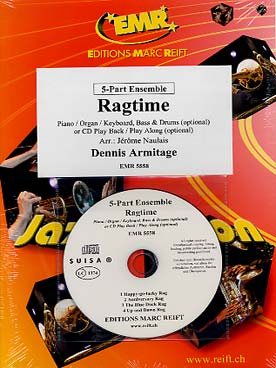 EMR
EDITIONS MARC REIFT
5-Part Ensemble
Ragtime
Piano / Organ / Keyboard, Bass & Drums (optional)
or CD Play Back / Play Along (optional)
Arr.: Jérôme Naulais
Dennis Armitage
EMR 5558
5-Part Ensemble
Ragtime
Piano / Organ / Keyboard, Bass & Drums (optional)
or CD Play Back / Play Along (optional)
EMR 5558
SUISA
1 Happy-go-lucky Rag
2 Anniversary Rag
3 The Blue Duck Rag
4 Up and Down Rag
EDITIONS MARC REIFT
www.reift.ch